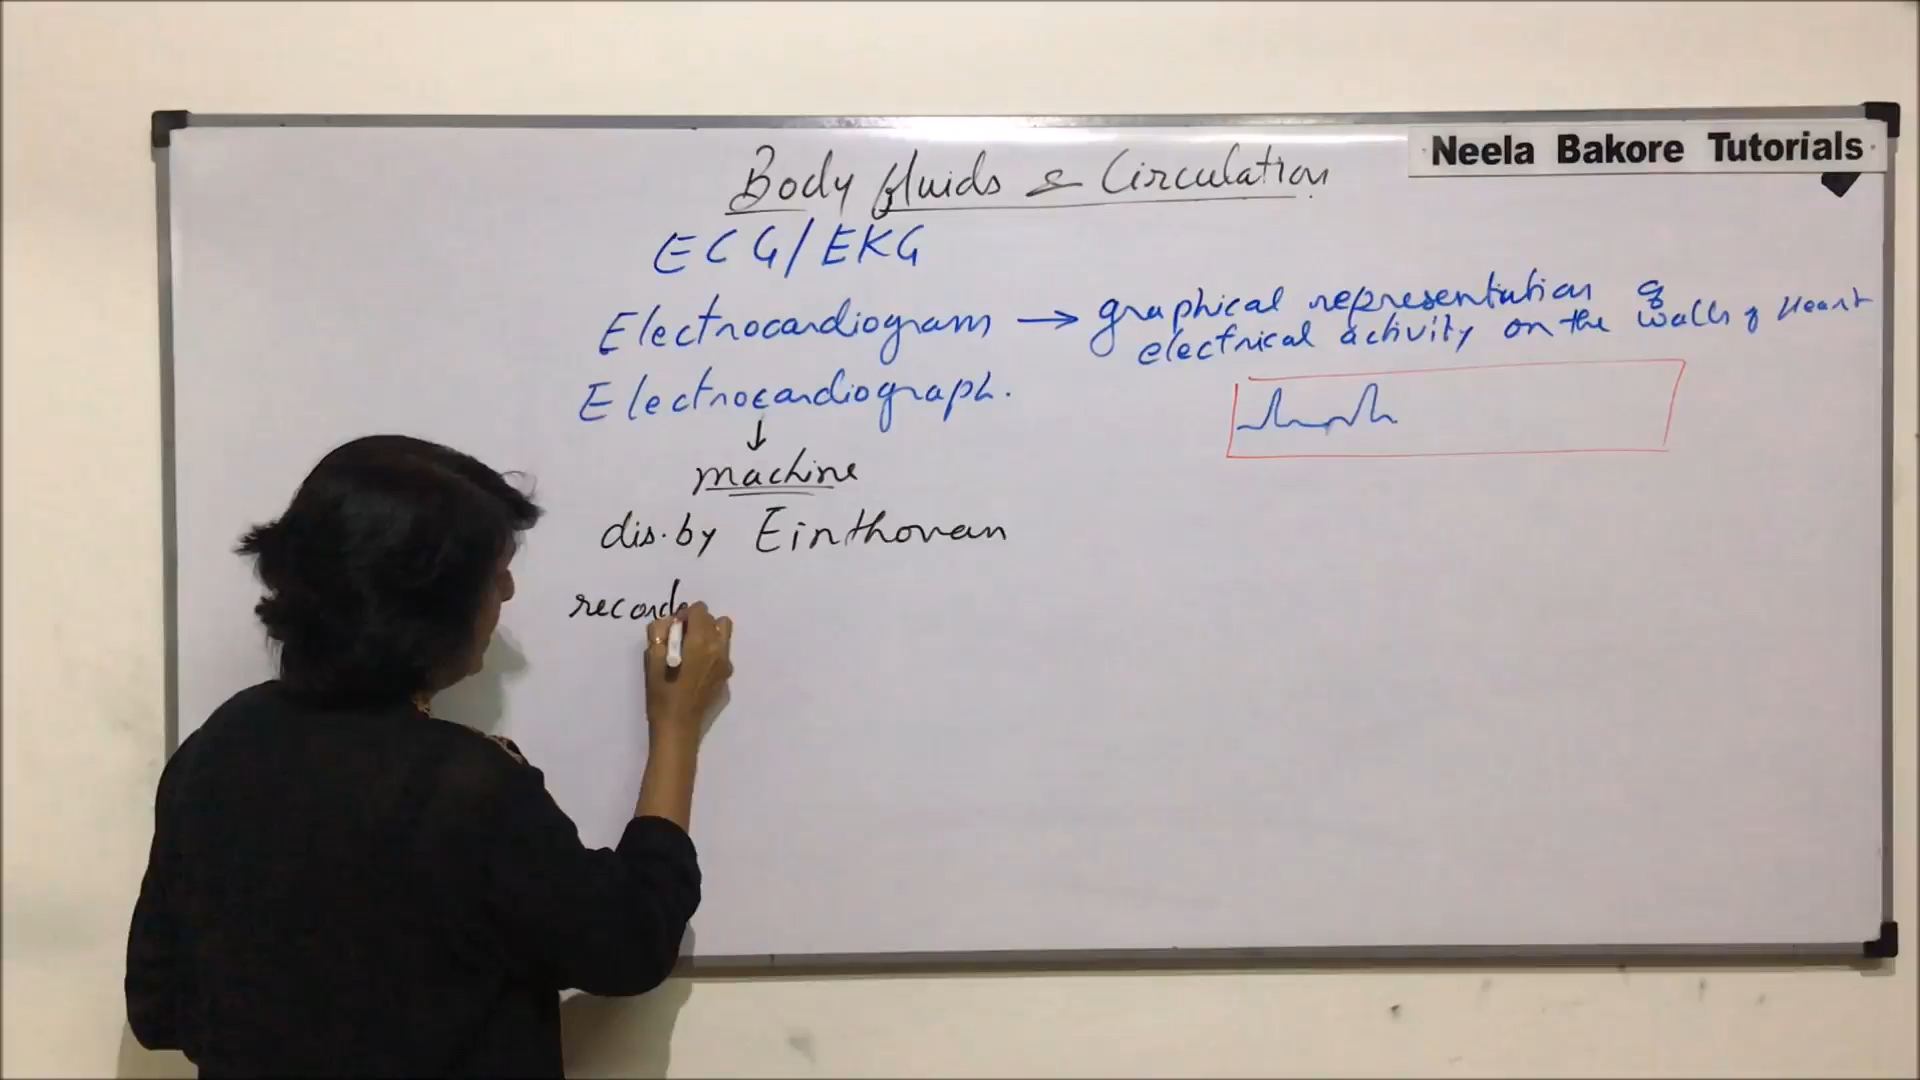 Neela Bakore Tutorials
Body fluids & Circulation
ECG/EKG
Electrocardiogram → graphical representation of
electrical activity on the walls of Heart
Electrocardiograph.
↓
machine
dis. by Einthovan
recorde